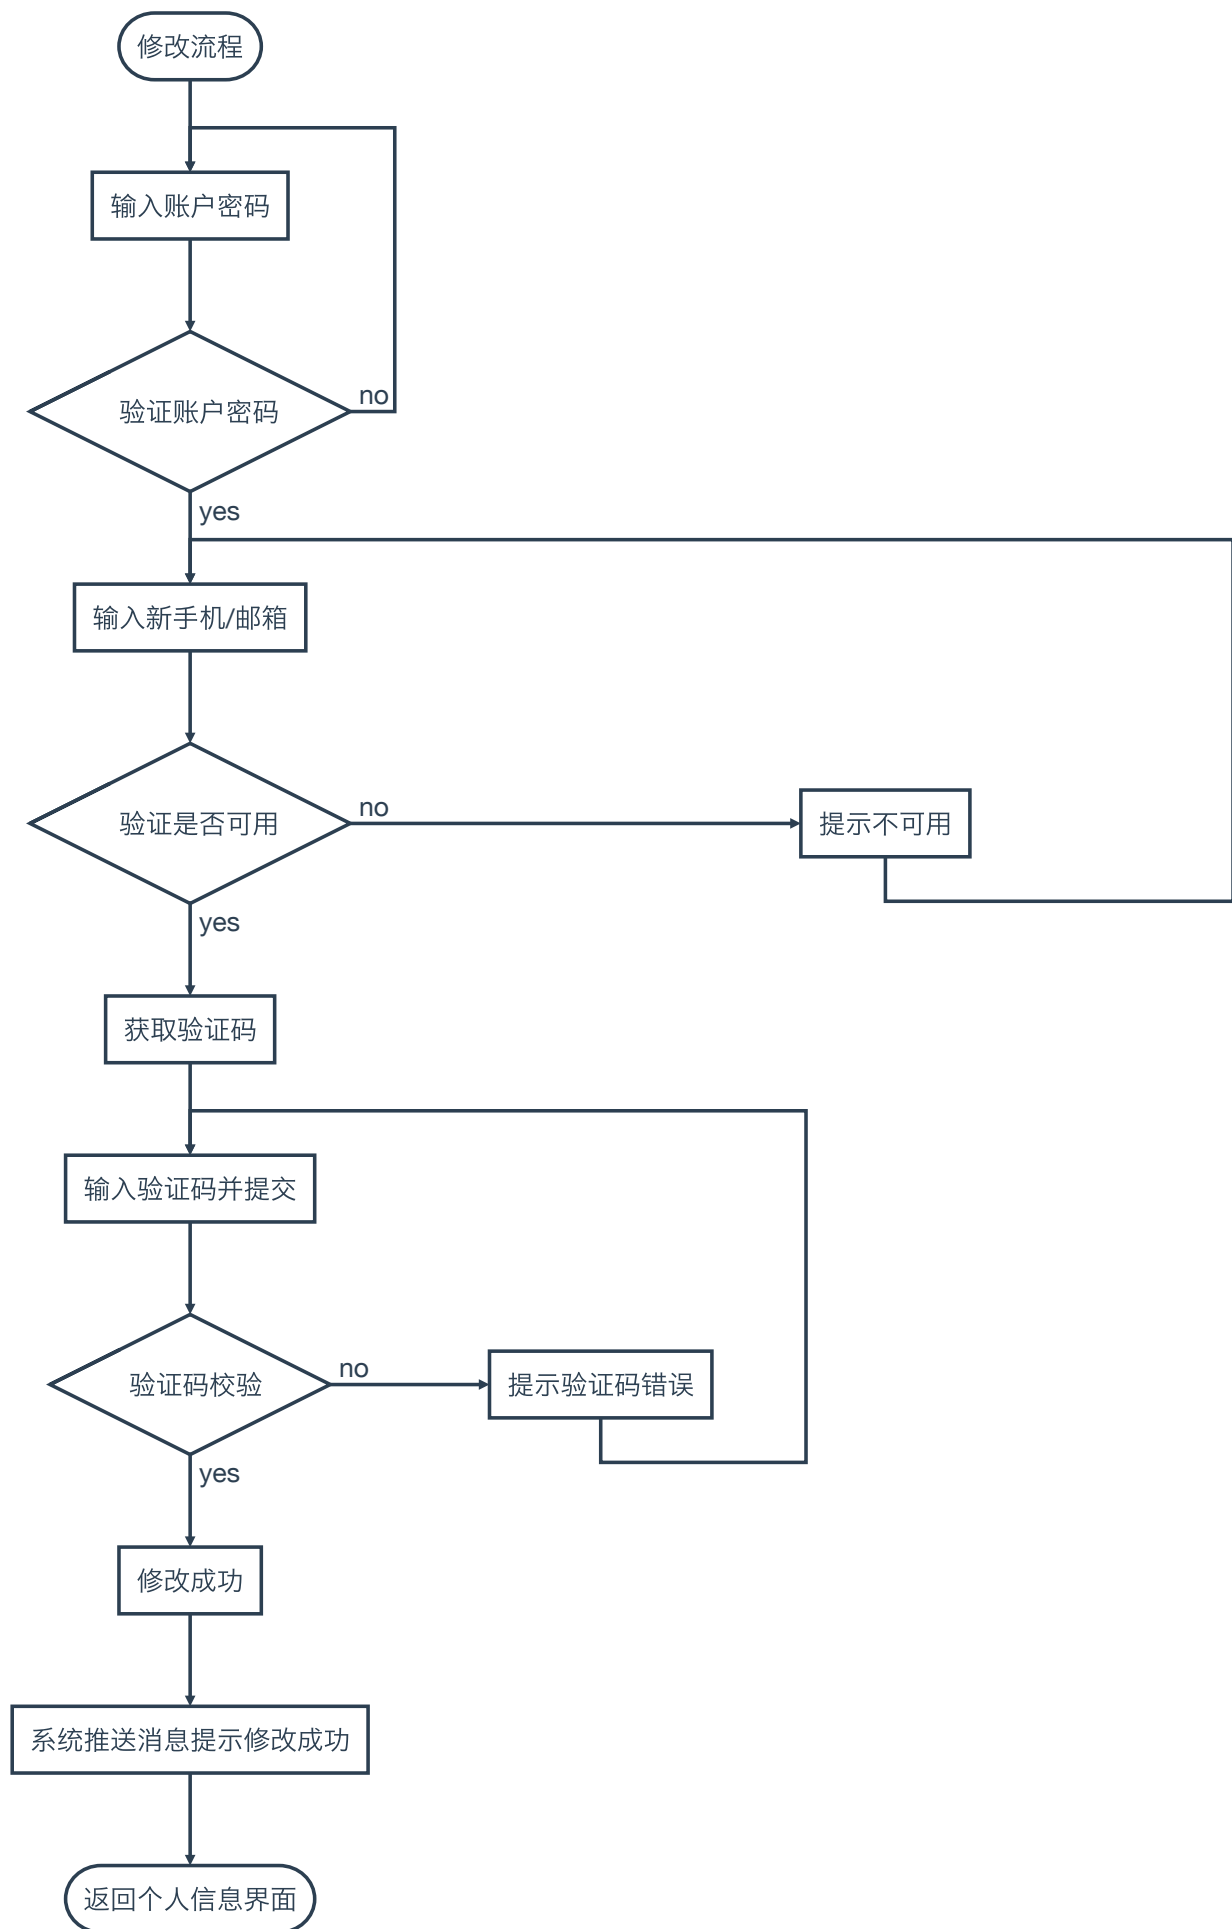 修改流程
输入账户密码
验证账户密码
no
yes
输入新手机/邮箱
验证是否可用
no
提示不可用
yes
获取验证码
输入验证码并提交
验证码校验
no
提示验证码错误
yes
修改成功
系统推送消息提示修改成功
返回个人信息界面